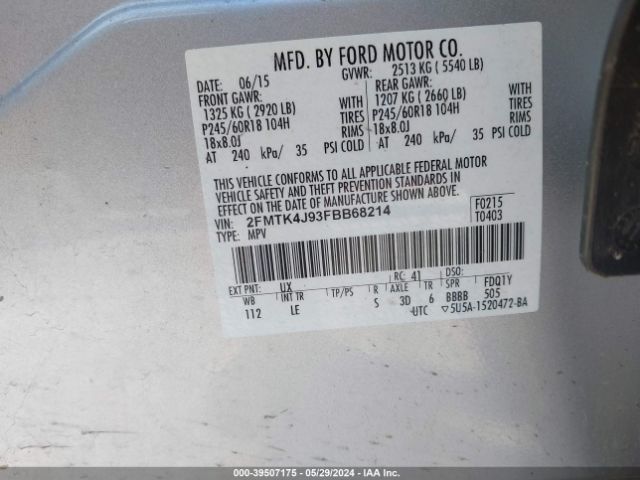 MFD. BY FORD MOTOR CO.
DATE: 06/15 GVWR: 2513 KG ( 5540 LB)
FRONT GAWR: REAR GAWR:
1325 KG ( 2920 LB) WITH 1207 KG ( 2660 LB) WITH
P245/60R18 104H TIRES P245/60R18 104H TIRES
18x8.0J RIMS 18x8.0J RIMS
AT 240 kPa/ 35 PSI COLD AT 240 kPa/ 35 PSI COLD
THIS VEHICLE CONFORMS TO ALL APPLICABLE FEDERAL MOTOR
VEHICLE SAFETY AND THEFT PREVENTION STANDARDS IN
EFFECT ON THE DATE OF MANUFACTURE SHOWN ABOVE.
VIN: 2FMTK4J93FBB68214 F0215
TYPE: MPV T0403
EXT PNT: UX RC: 41 DSO:
WB INT TR TP/PS R AXLE TR SPR FDQ1Y
112 LE S 3D 6 BBBB 505
UTC ▽5U5A-1520472-BA
000-39507175 - 05/29/2024 - IAA Inc.